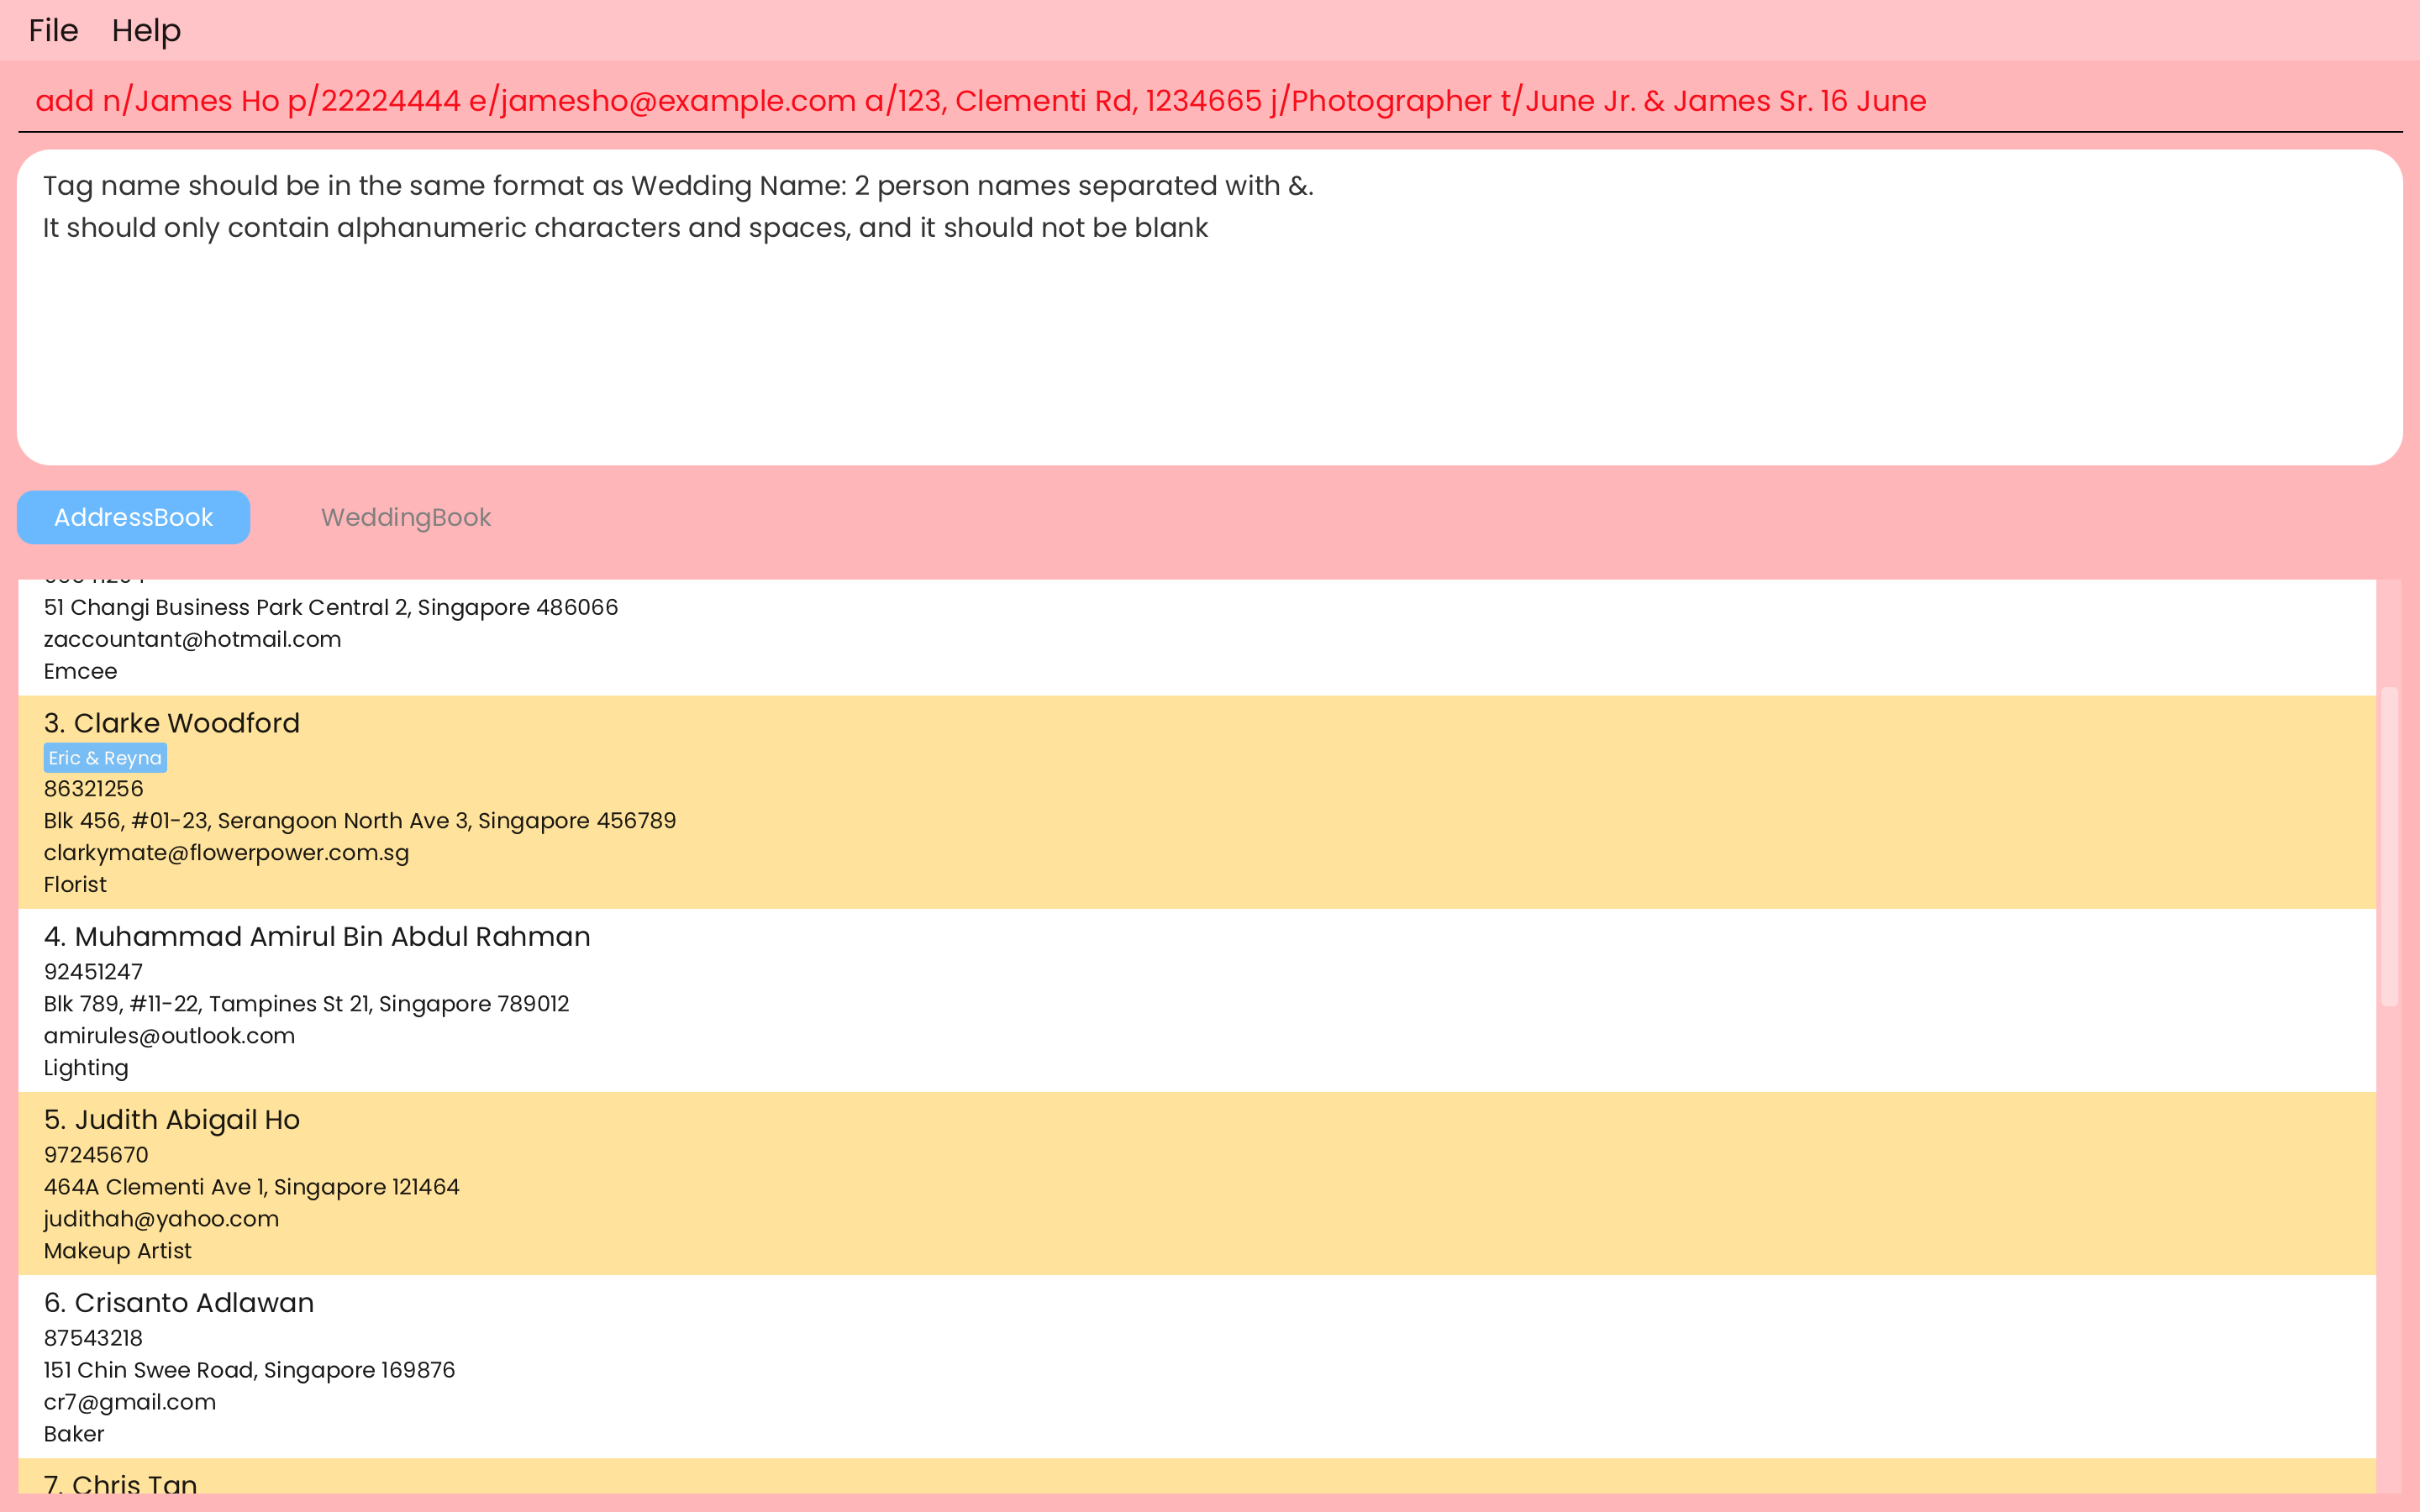 File Help
add n/James Ho p/22224444 e/jamesho@example.com a/123, Clementi Rd, 1234665 j/Photographer t/June Jr. & James Sr. 16 June
Tag name should be in the same format as Wedding Name: 2 person names separated with &.
It should only contain alphanumeric characters and spaces, and it should not be blank
AddressBook WeddingBook
51 Changi Business Park Central 2, Singapore 486066
zaccountant@hotmail.com
Emcee
3. Clarke Woodford
Eric & Reyna
86321256
Blk 456, #01-23, Serangoon North Ave 3, Singapore 456789
clarkymate@flowerpower.com.sg
Florist
4. Muhammad Amirul Bin Abdul Rahman
92451247
Blk 789, #11-22, Tampines St 21, Singapore 789012
amirules@outlook.com
Lighting
5. Judith Abigail Ho
97245670
464A Clementi Ave 1, Singapore 121464
judithah@yahoo.com
Makeup Artist
6. Crisanto Adlawan
87543218
151 Chin Swee Road, Singapore 169876
cr7@gmail.com
Baker
7. Chris Tan